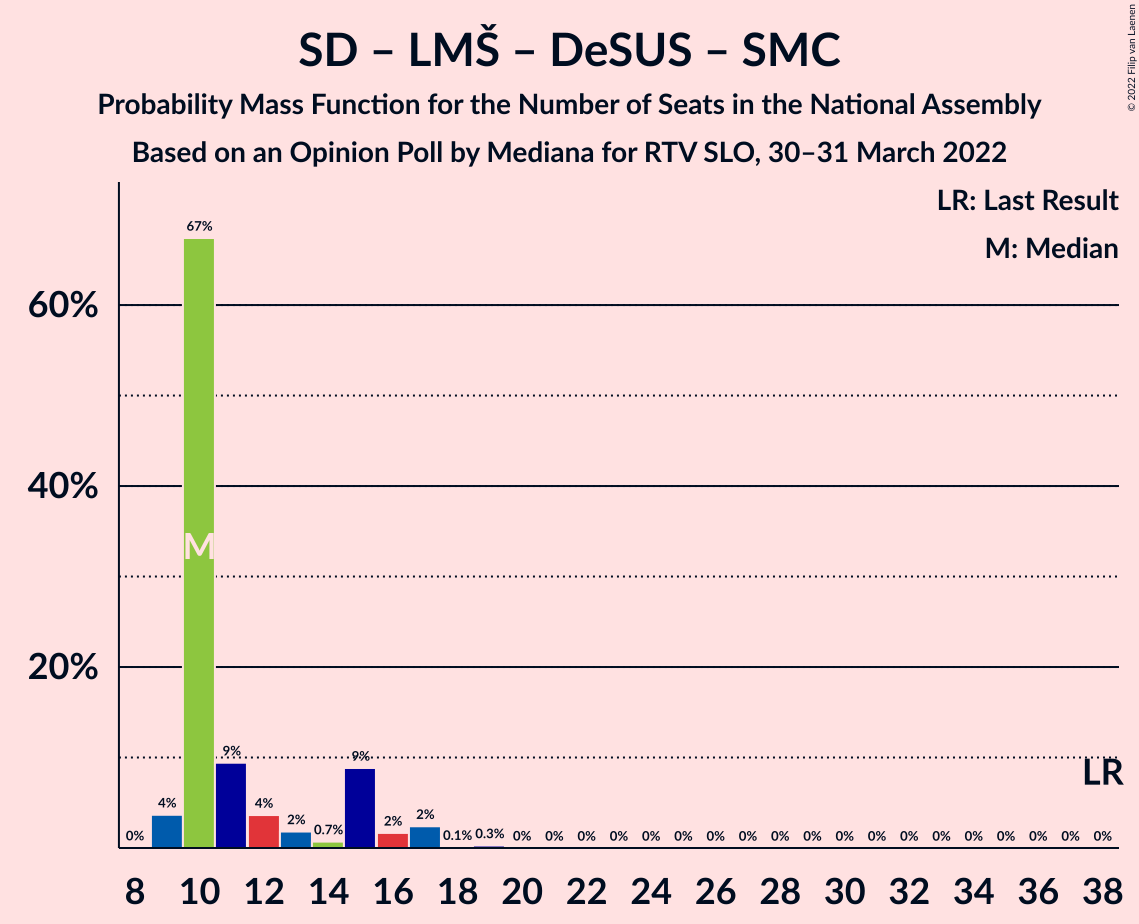 SD – LMŠ – DeSUS – SMC
Probability Mass Function for the Number of Seats in the National Assembly
Based on an Opinion Poll by Mediana for RTV SLO, 30–31 March 2022
© 2022 Filip van Laenen
LR: Last Result
M: Median
60%
40%
20%
0% 4% 67% 9% 4% 2% 0.7% 9% 2% 2% 0.1% 0.3% 0% 0% 0% 0% 0% 0% 0% 0% 0% 0% 0% 0% 0% 0% 0% 0% 0% 0% 0%
M
LR
8 10 12 14 16 18 20 22 24 26 28 30 32 34 36 38